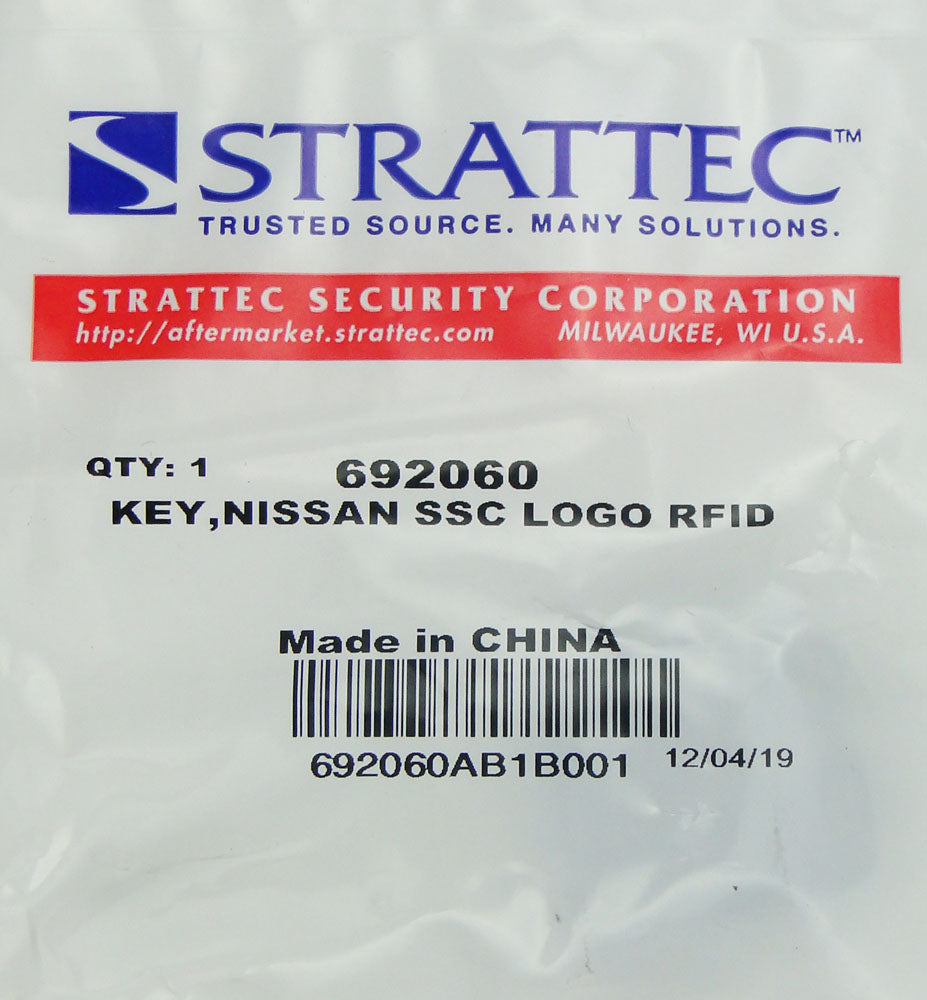 STRATTEC™
TRUSTED SOURCE. MANY SOLUTIONS.
STRATTEC SECURITY CORPORATION
http://aftermarket.strattec.com MILWAUKEE, WI U.S.A.
QTY: 1 692060
KEY,NISSAN SSC LOGO RFID
Made in CHINA
692060AB1B001 12/04/19